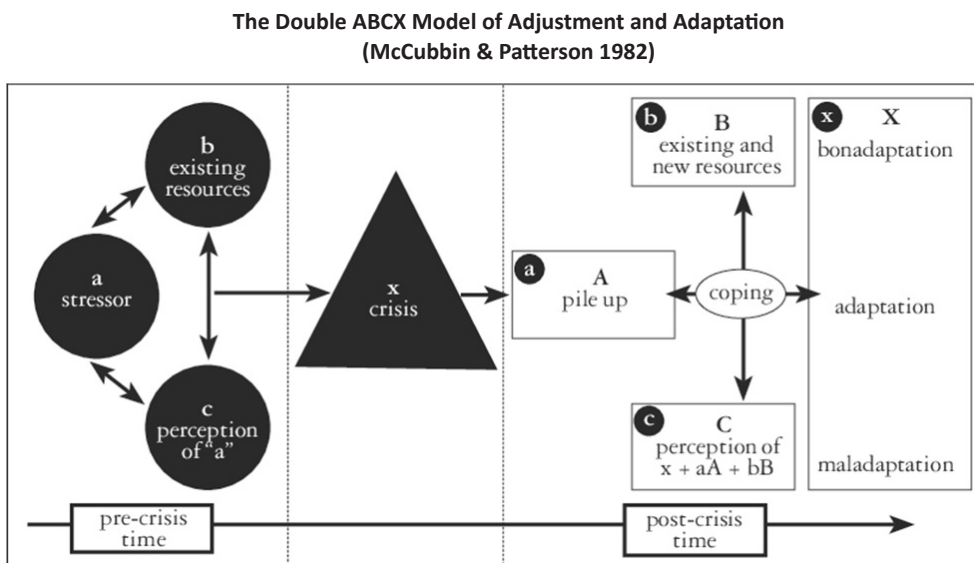 The Double ABCX Model of Adjustment and Adaptation
(McCubbin & Patterson 1982)
b
existing
resources
a
stressor
c
perception
of "a"
x
crisis
a
A
pile up
b
B
existing and
new resources
coping
c
C
perception of
x + aA + bB
x
X
bonadaptation
adaptation
maladaptation
pre-crisis
time
post-crisis
time